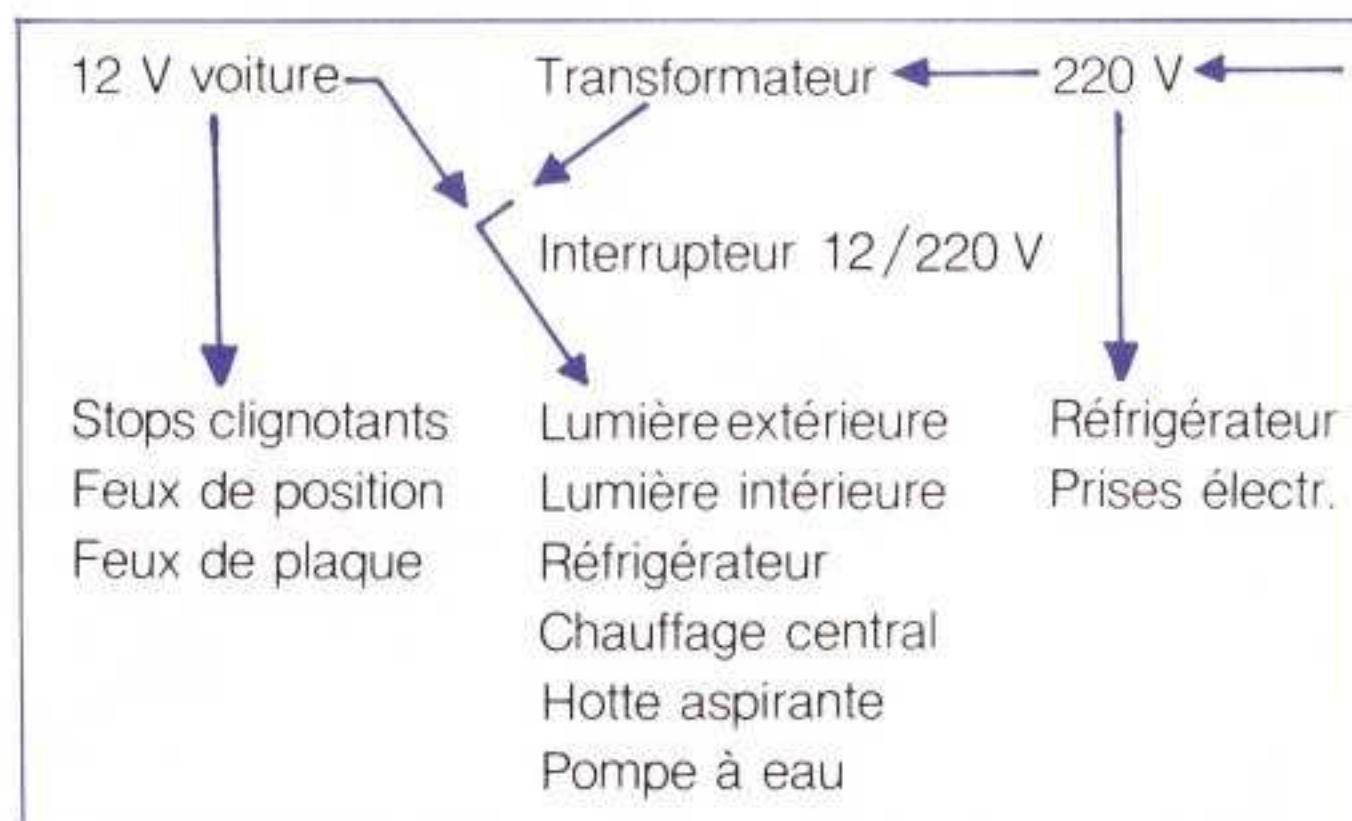 12 V voiture
Transformateur
220 V
Interrupteur 12/220 V
Stops clignotants
Feux de position
Feux de plaque
Lumière extérieure
Lumière intérieure
Réfrigérateur
Chauffage central
Hotte aspirante
Pompe à eau
Réfrigérateur
Prises électr.